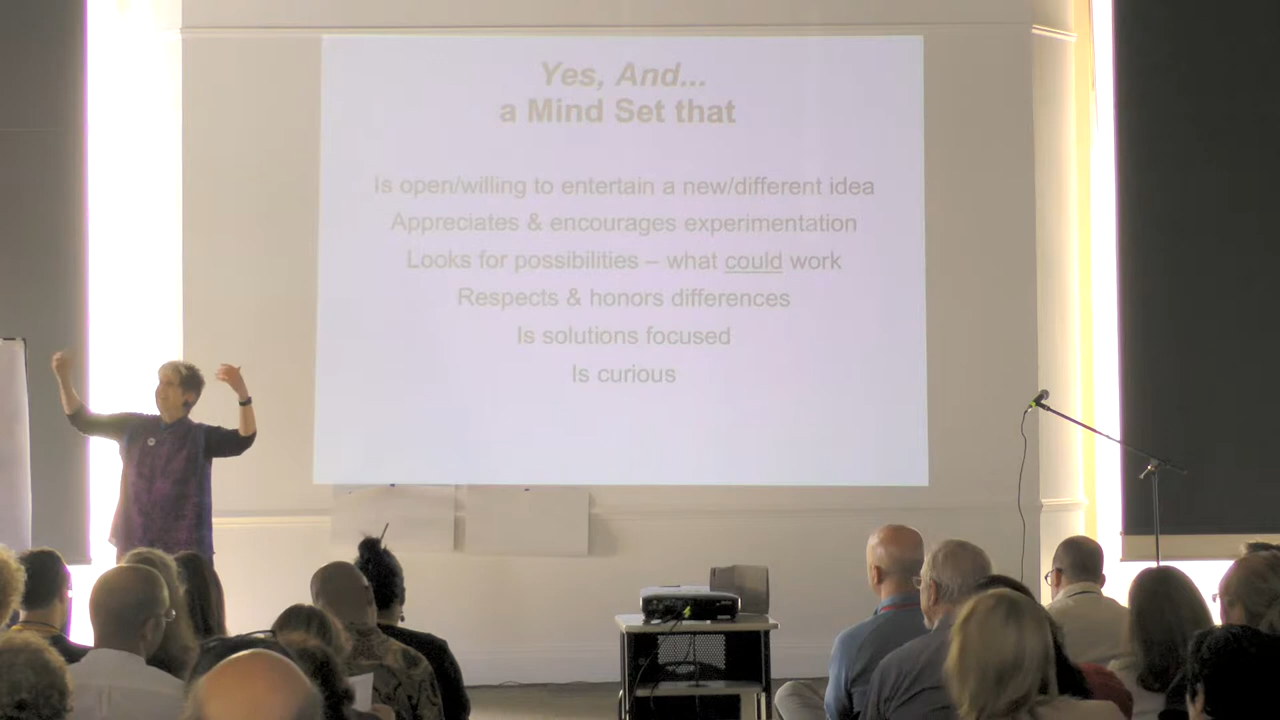 Yes, And...
a Mind Set that
Is open/willing to entertain a new/different idea
Appreciates & encourages experimentation
Looks for possibilities – what could work
Respects & honors differences
Is solutions focused
Is curious